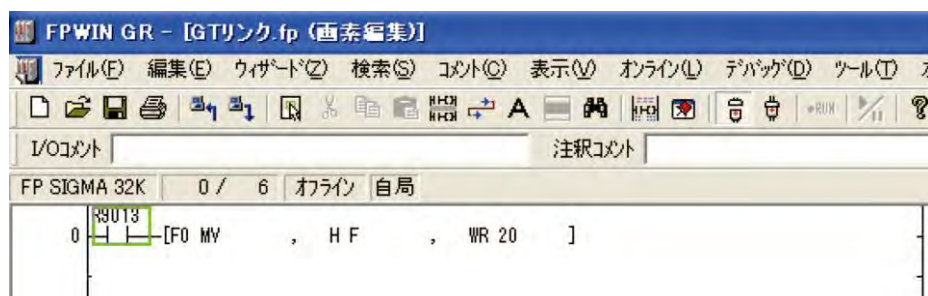 FPWIN GR - [GTリンク.fp (画素編集)]
ファイル(F) 編集(E) ウィザード(Z) 検索(S) コメント(C) 表示(V) オンライン(L) デバッグ(D) ツール(T)
A RUN ?
I/Oコメント 注釈コメント
FP SIGMA 32K 0 / 6 オフライン 自局
R9013
0 [F0 MV , H F , WR 20 ]